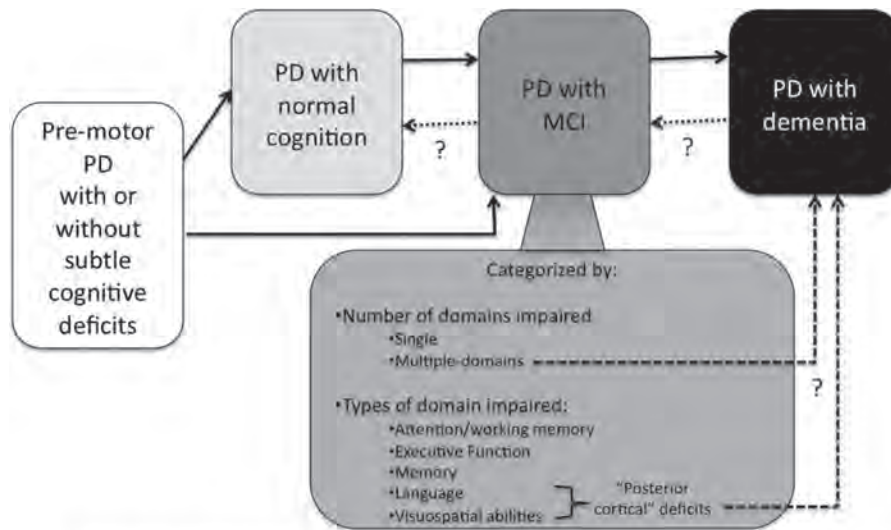 Pre-motor
PD
with or
without
subtle
cognitive
deficits
PD with
normal
cognition
?
PD with
MCI
?
PD with
dementia
Categorized by:
•Number of domains impaired
•Single
•Multiple-domains
?
•Types of domain impaired:
•Attention/working memory
•Executive Function
•Memory
•Language
•Visuospatial abilities
"Posterior
cortical" deficits